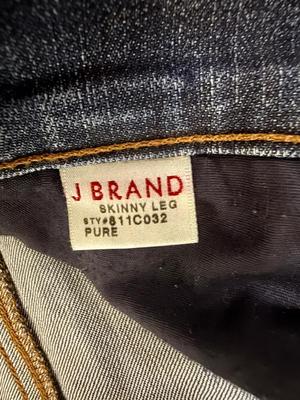 J BRAND
SKINNY LEG
STY#811C032
PURE